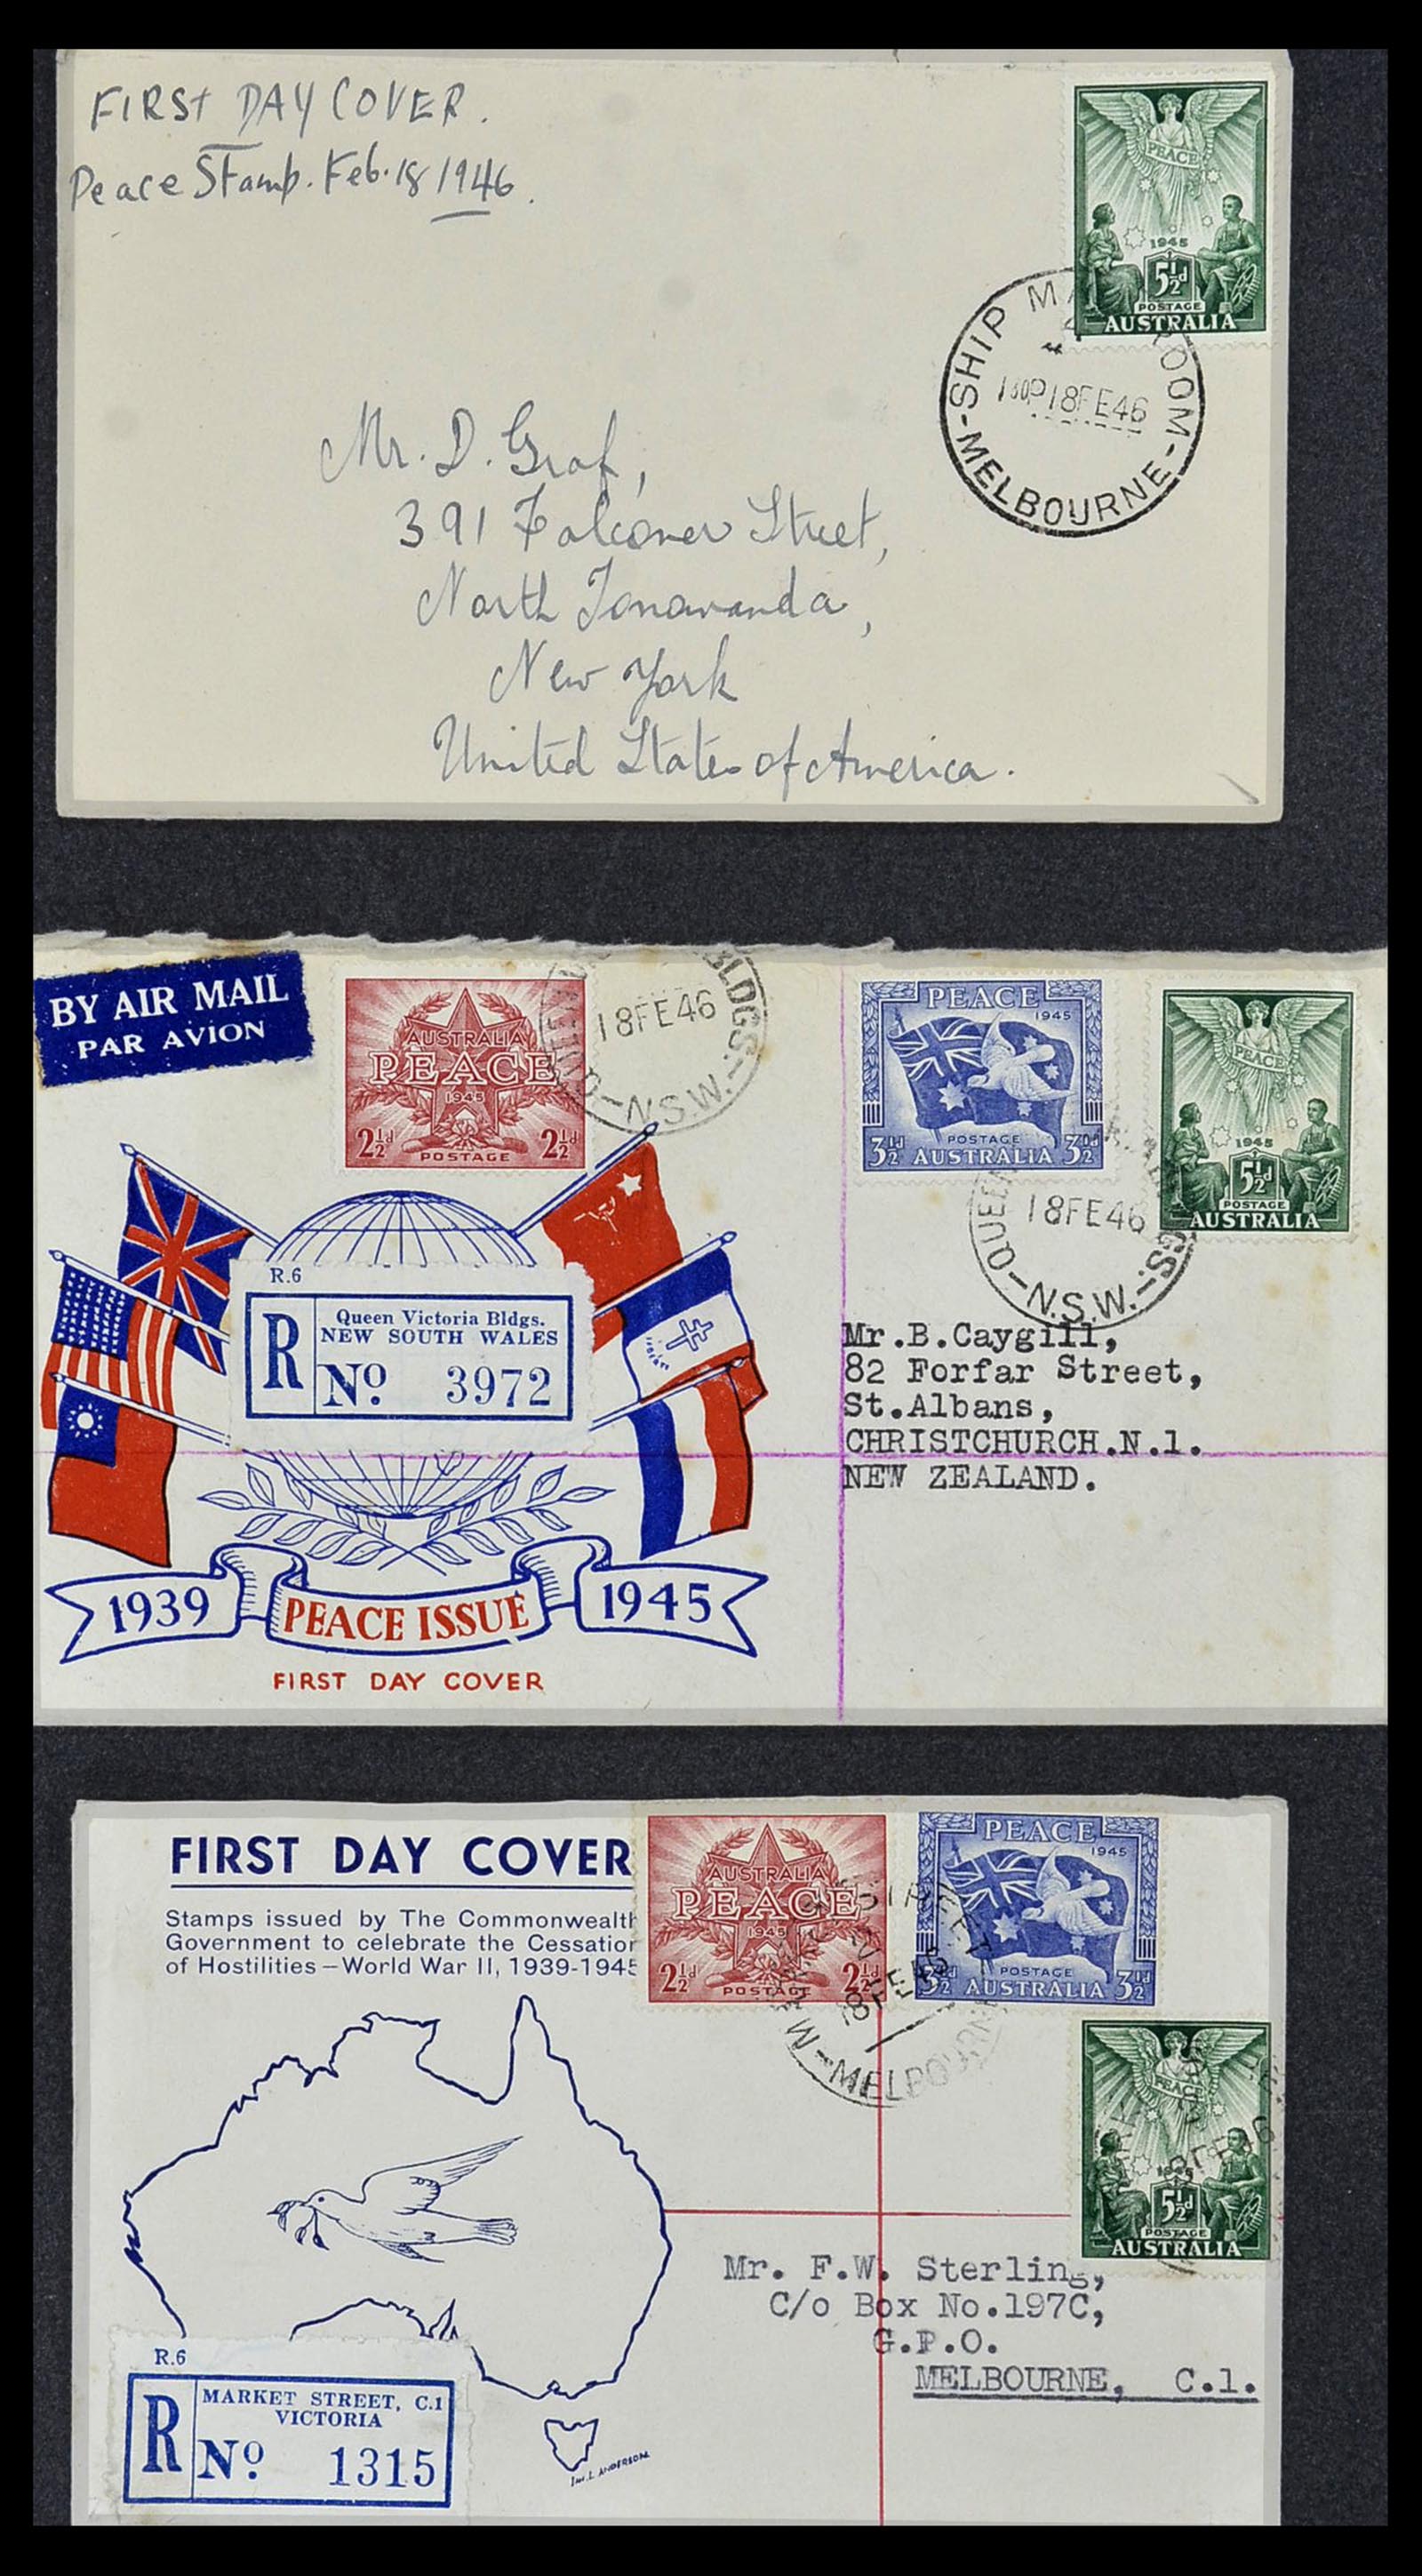 FIRST DAY COVER.
Peace Stamp. Feb. 18 1946.
PEACE
1945
5½d
POSTAGE
AUSTRALIA
SHIP ROOM
130P18FE46
-MELBOURNE-
Mr. D. Graf,
391 Falconer Street,
North Tonawanda,
New York
United States of America.
BY AIR MAIL
PAR AVION
AUSTRALIA
PEACE
1945
2½d 2½d
POSTAGE
BLDGS.
18FE46
-N.S.W.-
PEACE
1945
POSTAGE
3½d AUSTRALIA 3½d
PEACE
1945
5½d
POSTAGE
AUSTRALIA
18FE46
-N.S.W.-
R.6
R
Queen Victoria Bldgs.
NEW SOUTH WALES
No 3972
Mr.B.Caygill,
82 Forfar Street,
St.Albans,
CHRISTCHURCH.N.1.
NEW ZEALAND.
1939 PEACE ISSUE 1945
FIRST DAY COVER
FIRST DAY COVER
Stamps issued by The Commonwealth
Government to celebrate the Cessation
of Hostilities – World War II, 1939-1945
AUSTRALIA
PEACE
1945
2½d 2½d
POSTAGE
PEACE
1945
POSTAGE
3½d AUSTRALIA 3½d
18FE46
-MELBOURNE
PEACE
1945
5½d
POSTAGE
AUSTRALIA
Mr. F.W. Sterling,
C/o Box No.197C,
G.P.O.
MELBOURNE, C.1.
R.6
R
MARKET STREET, C.1
VICTORIA
No 1315
IAN.L ANDERSON